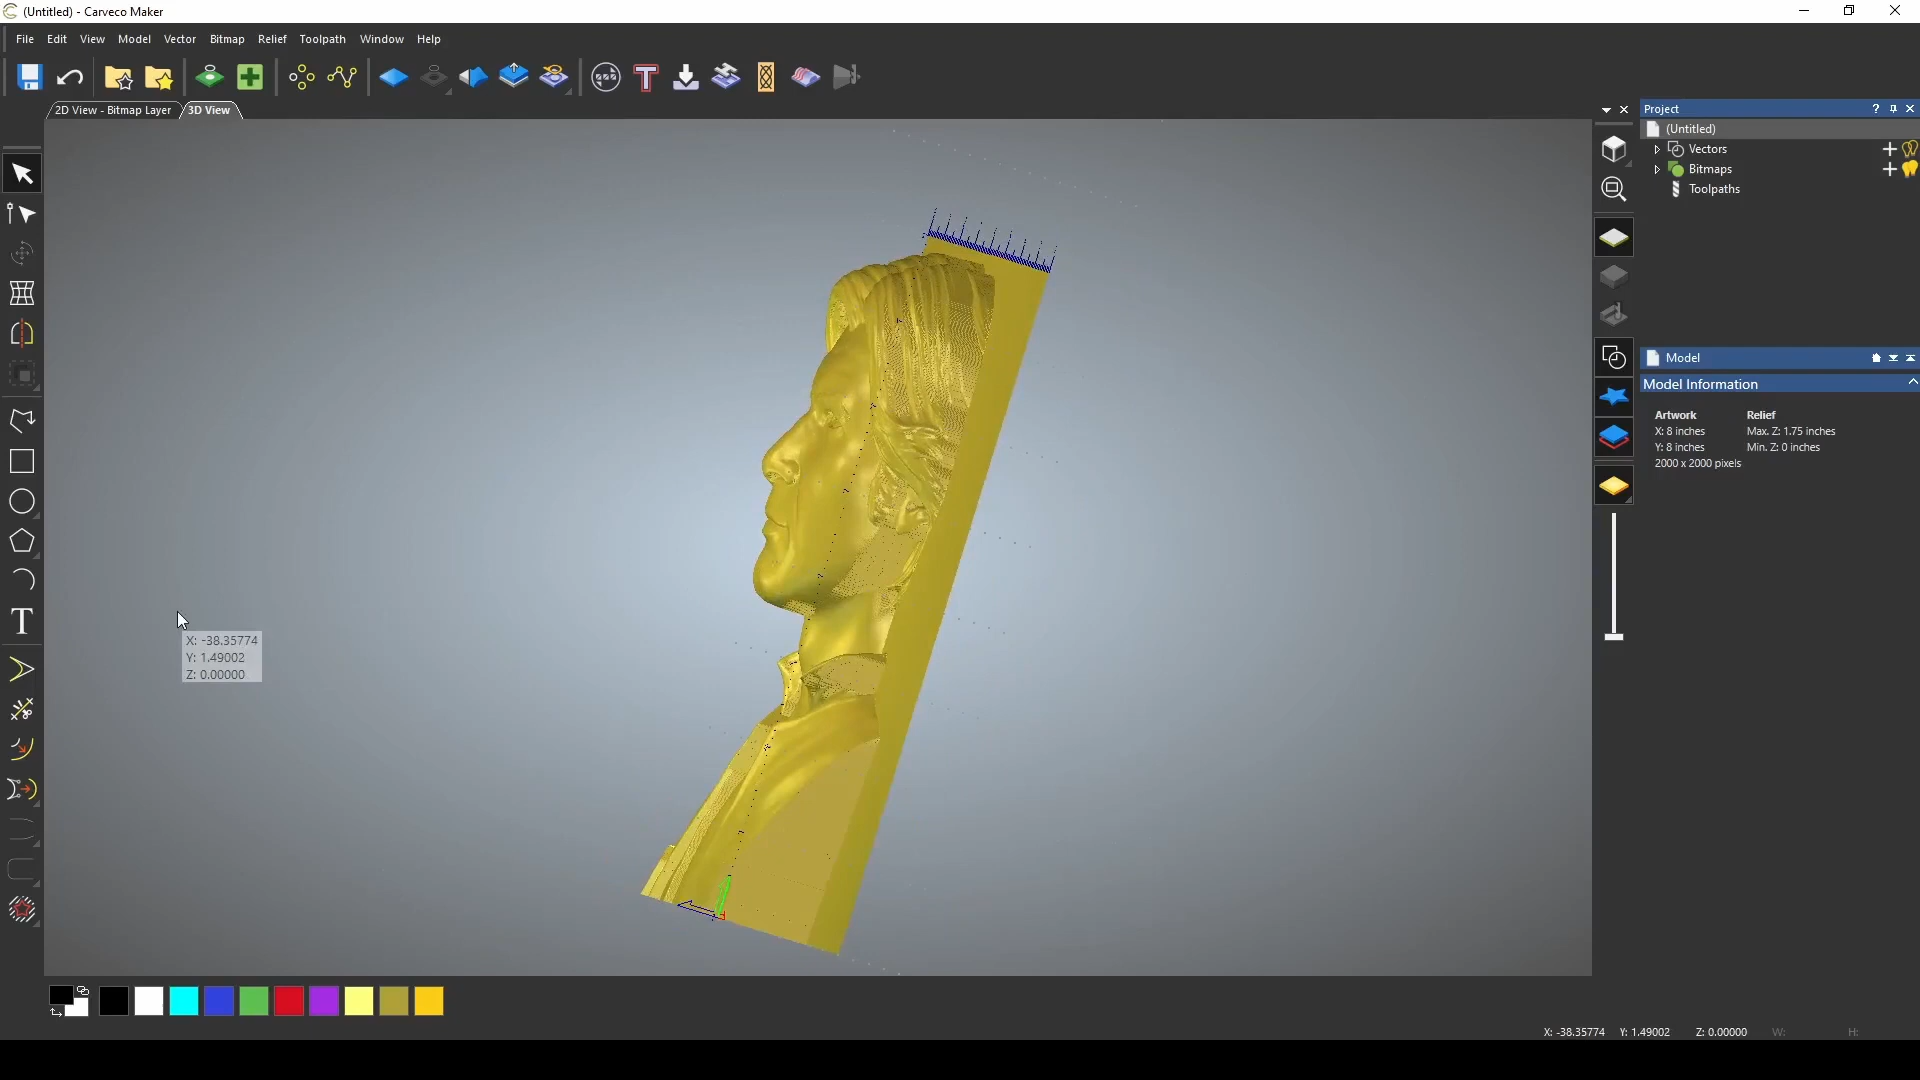 (Untitled) - Carveco Maker
File Edit View Model Vector Bitmap Relief Toolpath Window Help
2D View - Bitmap Layer 3D View
Project
(Untitled)
Vectors
Bitmaps
Toolpaths
Model
Model Information
Artwork Relief
X: 8 inches Max. Z: 1.75 inches
Y: 8 inches Min. Z: 0 inches
2000 x 2000 pixels
X: -38.35774
Y: 1.49002
Z: 0.00000
X: -38.35774 Y: 1.49002 Z: 0.00000 W: H: